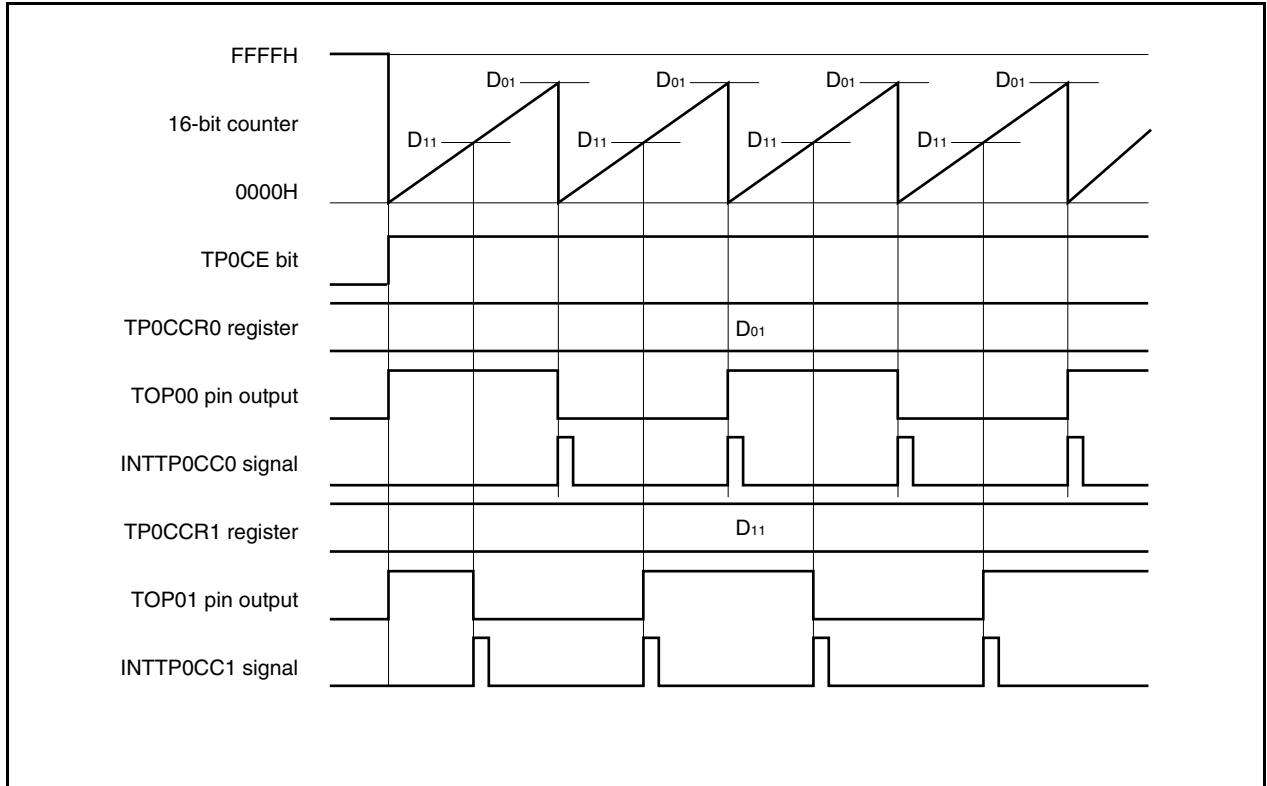 FFFFH
D01 D01 D01 D01
16-bit counter
D11 D11 D11 D11
0000H
TP0CE bit
TP0CCR0 register
D01
TOP00 pin output
INTTP0CC0 signal
TP0CCR1 register
D11
TOP01 pin output
INTTP0CC1 signal